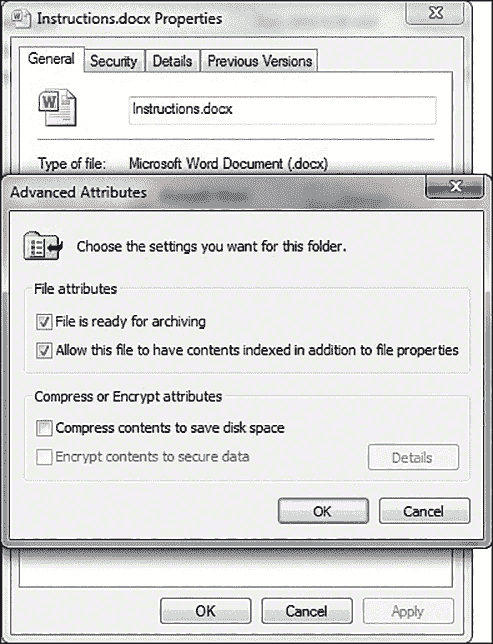 Instructions.docx Properties
General Security Details Previous Versions
Instructions.docx
Type of file: Microsoft Word Document (.docx)
Advanced Attributes
Choose the settings you want for this folder.
File attributes
File is ready for archiving
Allow this file to have contents indexed in addition to file properties
Compress or Encrypt attributes
Compress contents to save disk space
Encrypt contents to secure data Details
OK Cancel
OK Cancel Apply